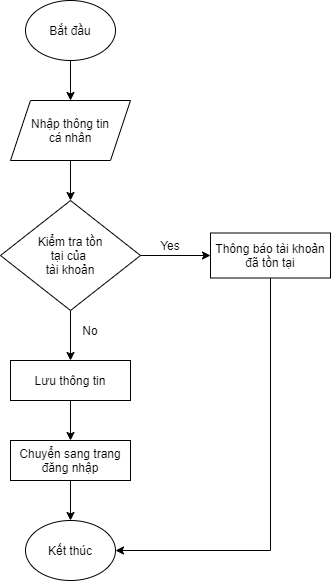 Bắt đầu
Nhập thông tin
cá nhân
Kiểm tra tồn
tại của
tài khoản
Yes
Thông báo tài khoản
đã tồn tại
No
Lưu thông tin
Chuyển sang trang
đăng nhập
Kết thúc